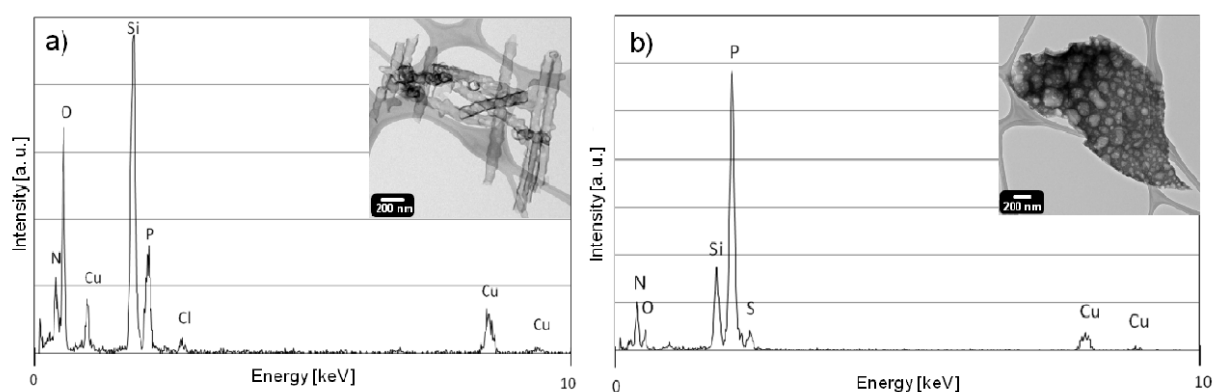 a)
Si
O
N
Cu
P
Cl
Cu
Cu
200 nm
Intensity [a. u.]
0
Energy [keV]
10
b)
P
Si
N
O
S
Cu
Cu
200 nm
Intensity [a. u.]
0
Energy [keV]
10